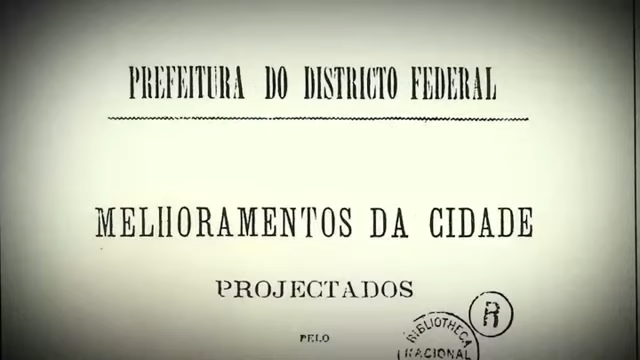 PREFEITURA DO DISTRICTO FEDERAL
MELHORAMENTOS DA CIDADE
PROJECTADOS
PELO
R
BIBLIOTHECA
NACIONAL